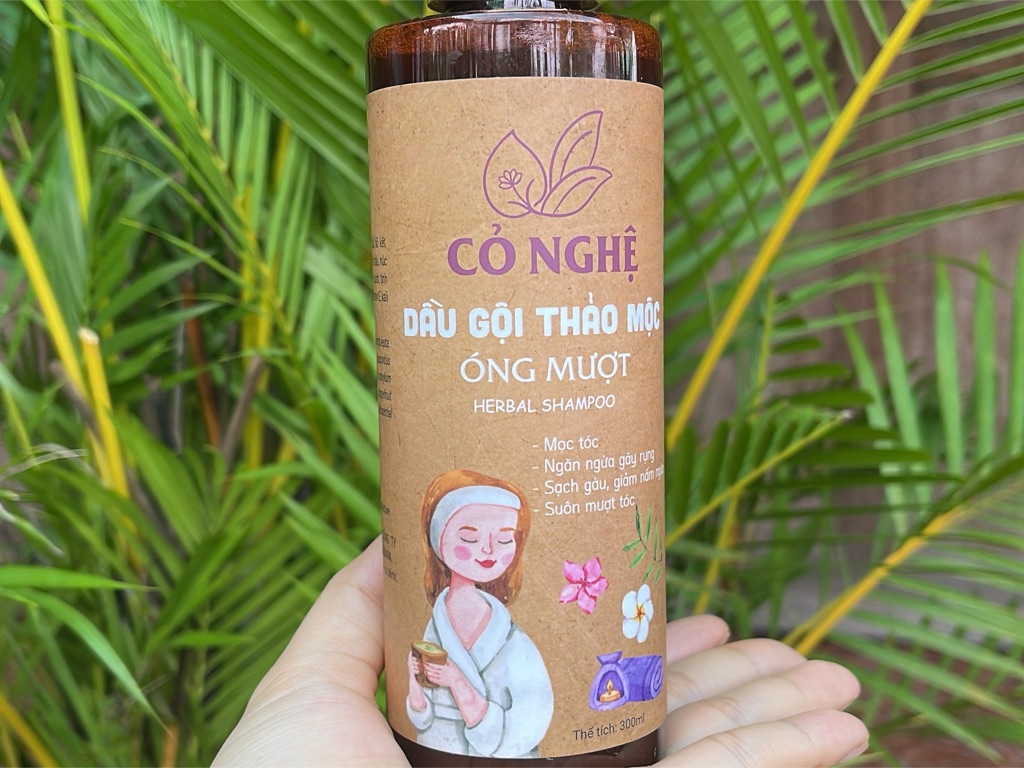 CỎ NGHỆ
DẦU GỘI THẢO MỘC
ÓNG MƯỢT
HERBAL SHAMPOO
- Mọc tóc
- Ngăn ngừa gãy rụng
- Sạch gàu, giảm nấm
- Suôn mượt tóc
Thể tích: 300ml